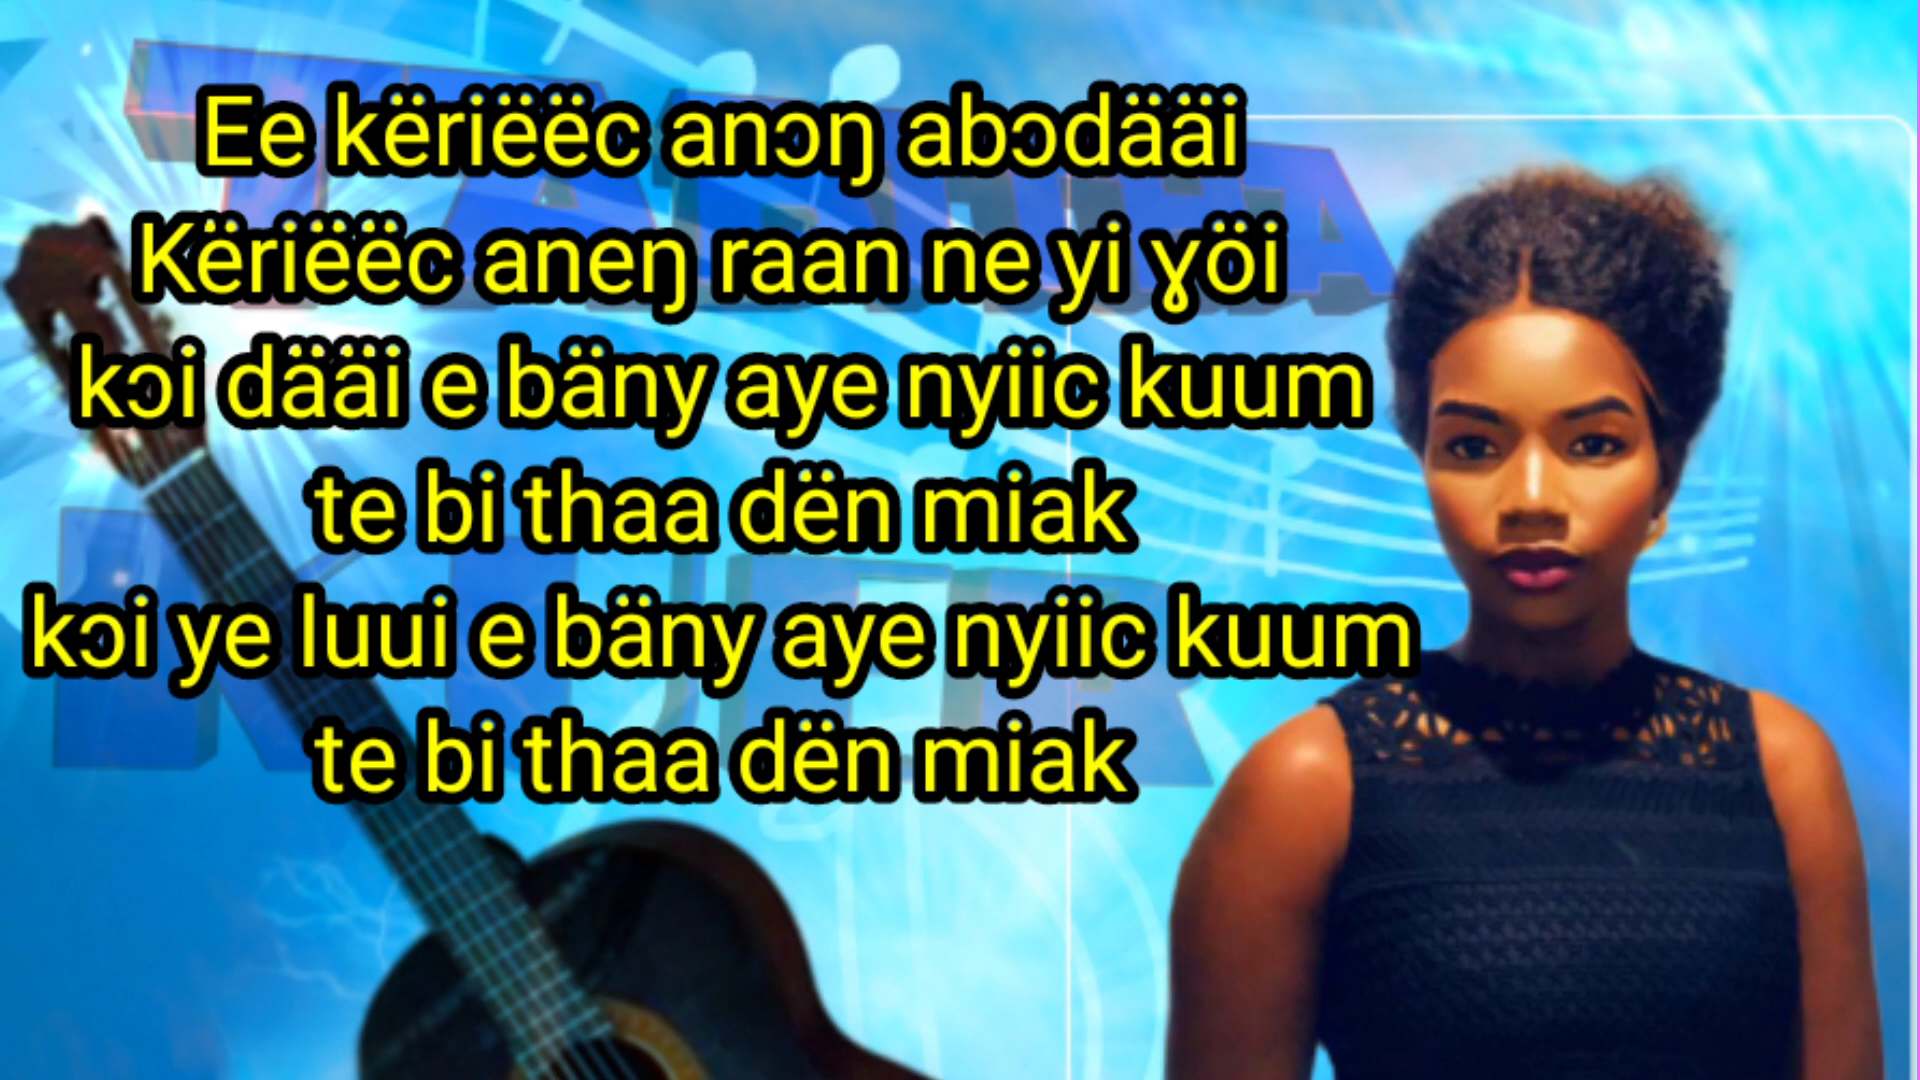 Ee këriëëc anɔŋ abɔdääi
Këriëëc aneŋ raan ne yi ɣöi
kɔi dääi e bäny aye nyiic kuum
te bi thaa dën miak
kɔi ye luui e bäny aye nyiic kuum
te bi thaa dën miak